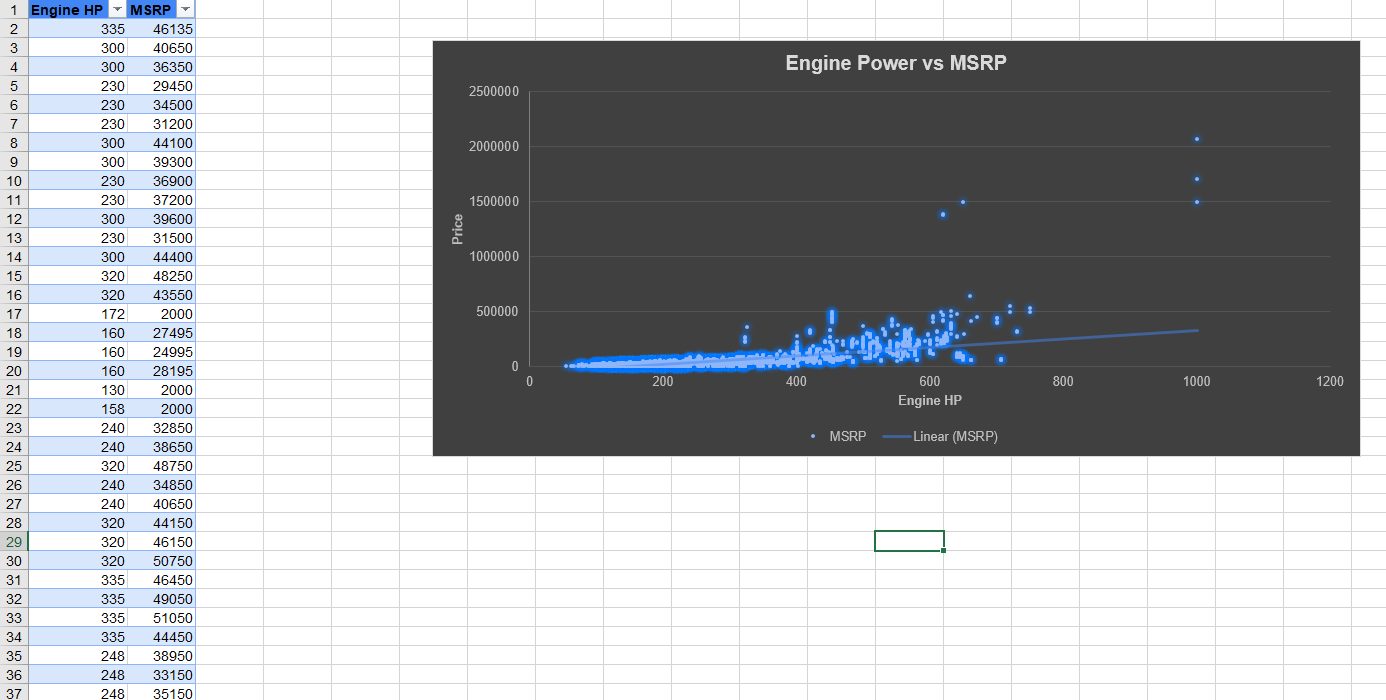 1 Engine HP MSRP
2 335 46135
3 300 40650
4 300 36350
5 230 29450
6 230 34500
7 230 31200
8 300 44100
9 300 39300
10 230 36900
11 230 37200
12 300 39600
13 230 31500
14 300 44400
15 320 48250
16 320 43550
17 172 2000
18 160 27495
19 160 24995
20 160 28195
21 130 2000
22 158 2000
23 240 32850
24 240 38650
25 320 48750
26 240 34850
27 240 40650
28 320 44150
29 320 46150
30 320 50750
31 335 46450
32 335 49050
33 335 51050
34 335 44450
35 248 38950
36 248 33150
37 248 35150
Engine Power vs MSRP
Price
2500000
2000000
1500000
1000000
500000
0
0 200 400 600 800 1000 1200
Engine HP
MSRP Linear (MSRP)